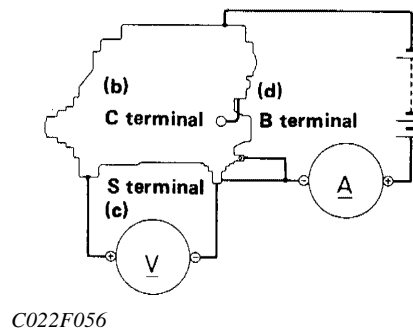 (b)
(d)
C terminal
B terminal
S terminal
(c)
A
V
C022F056